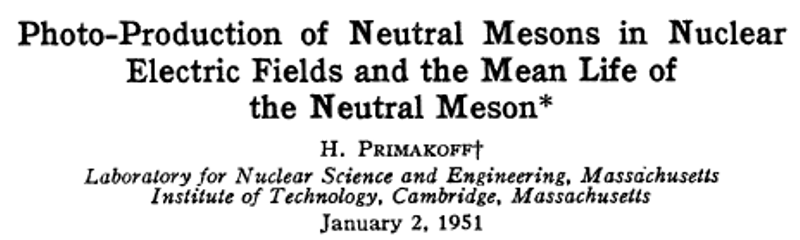 Photo-Production of Neutral Mesons in Nuclear
Electric Fields and the Mean Life of
the Neutral Meson*
H. PRIMAKOFF†
Laboratory for Nuclear Science and Engineering, Massachusetts
Institute of Technology, Cambridge, Massachusetts
January 2, 1951